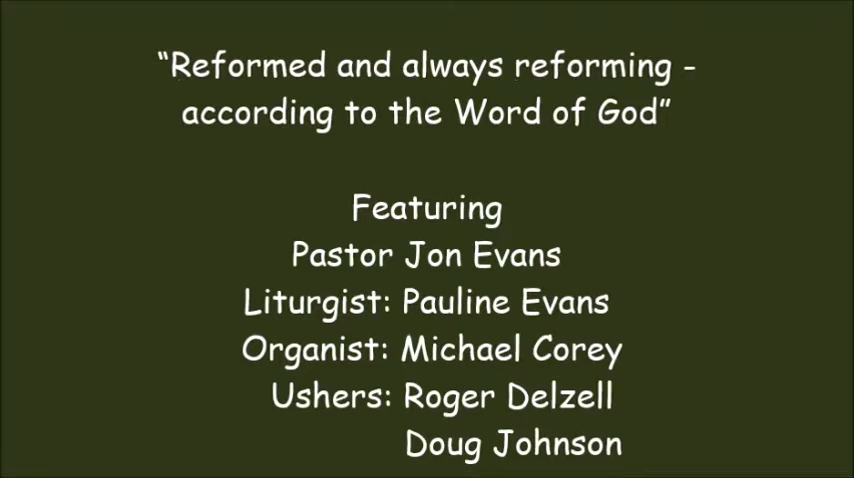 “Reformed and always reforming -
according to the Word of God”
Featuring
Pastor Jon Evans
Liturgist: Pauline Evans
Organist: Michael Corey
Ushers: Roger Delzell
Doug Johnson